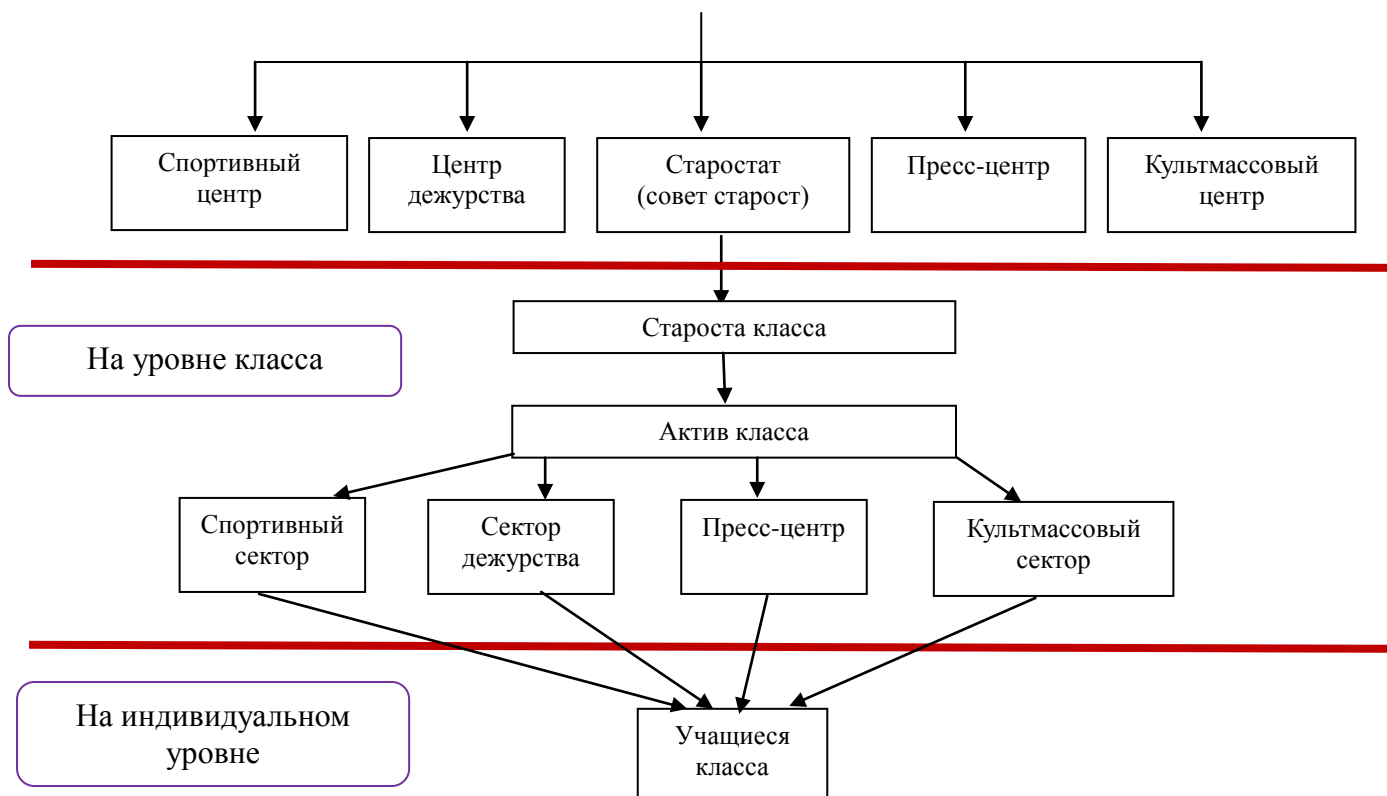 Спортивный
центр
Центр
дежурства
Старостат
(совет старост)
Пресс-центр
Культмассовый
центр
Староста класса
На уровне класса
Актив класса
Спортивный
сектор
Сектор
дежурства
Пресс-центр
Культмассовый
сектор
На индивидуальном
уровне
Учащиеся
класса